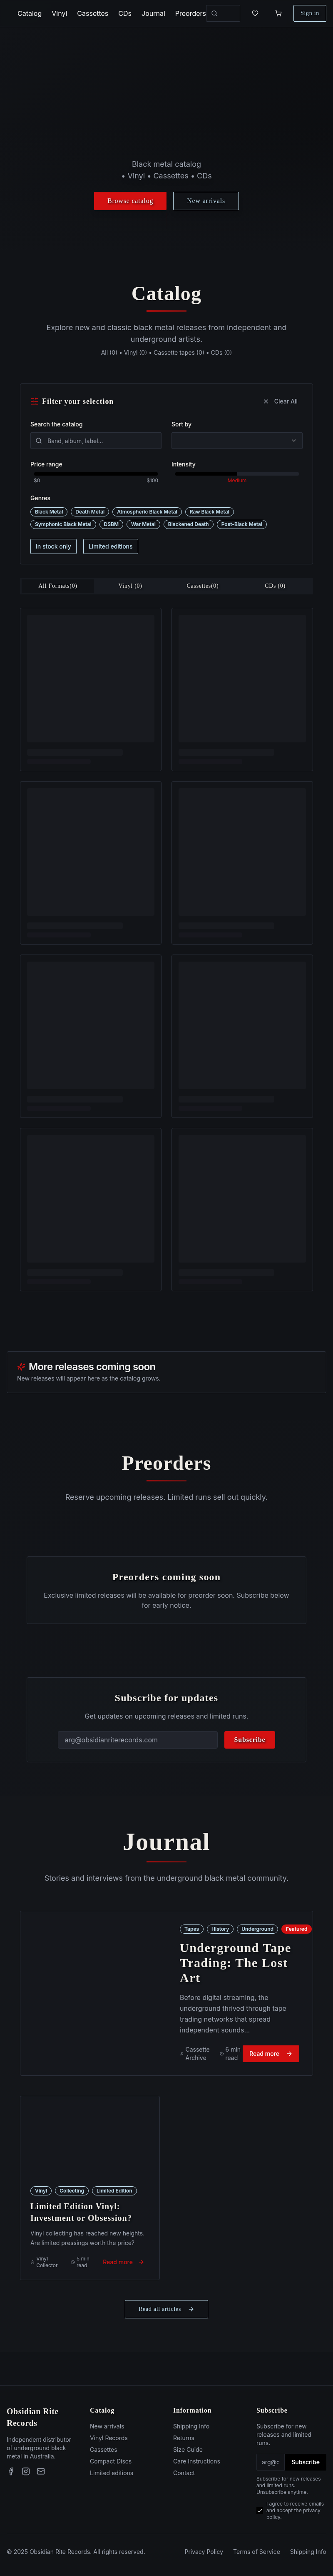 Catalog Vinyl Cassettes CDs Journal Preorders Sign in
Black metal catalog
• Vinyl • Cassettes • CDs
Browse catalog New arrivals
Catalog
Explore new and classic black metal releases from independent and
underground artists.
All (0) • Vinyl (0) • Cassette tapes (0) • CDs (0)
Filter your selection Clear All
Search the catalog Sort by
Band, album, label...
Price range Intensity
$0 $100 Medium
Genres
Black Metal Death Metal Atmospheric Black Metal Raw Black Metal
Symphonic Black Metal DSBM War Metal Blackened Death Post-Black Metal
In stock only Limited editions
All Formats(0) Vinyl (0) Cassettes(0) CDs (0)
More releases coming soon
New releases will appear here as the catalog grows.
Preorders
Reserve upcoming releases. Limited runs sell out quickly.
Preorders coming soon
Exclusive limited releases will be available for preorder soon. Subscribe below
for early notice.
Subscribe for updates
Get updates on upcoming releases and limited runs.
arg@obsidianriterecords.com Subscribe
Journal
Stories and interviews from the underground black metal community.
Tapes History Underground Featured
Underground Tape
Trading: The Lost
Art
Before digital streaming, the
underground thrived through tape
trading networks that spread
independent sounds...
Cassette Archive 6 min read Read more
Vinyl Collecting Limited Edition
Limited Edition Vinyl:
Investment or Obsession?
Vinyl collecting has reached new heights.
Are limited pressings worth the price?
Vinyl Collector 5 min read Read more
Read all articles
Obsidian Rite
Records
Independent distributor
of underground black
metal in Australia.
Catalog
New arrivals
Vinyl Records
Cassettes
Compact Discs
Limited editions
Information
Shipping Info
Returns
Size Guide
Care Instructions
Contact
Subscribe
Subscribe for new
releases and limited
runs.
arg@o Subscribe
Subscribe for new releases
and limited runs.
Unsubscribe anytime.
I agree to receive emails
and accept the privacy
policy.
© 2025 Obsidian Rite Records. All rights reserved. Privacy Policy Terms of Service Shipping Info